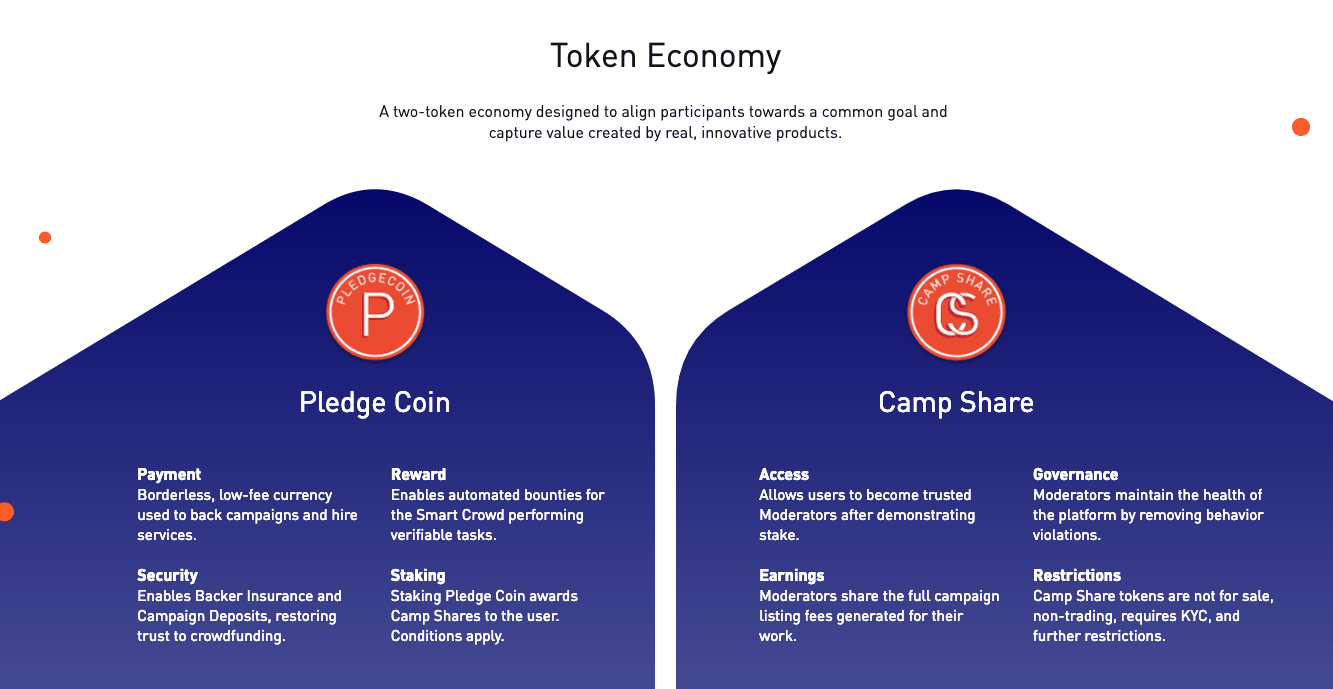 Token Economy
A two-token economy designed to align participants towards a common goal and
capture value created by real, innovative products.
PLEDGECOIN
P
Pledge Coin
Payment
Borderless, low-fee currency
used to back campaigns and hire
services.
Reward
Enables automated bounties for
the Smart Crowd performing
verifiable tasks.
Security
Enables Backer Insurance and
Campaign Deposits, restoring
trust to crowdfunding.
Staking
Staking Pledge Coin awards
Camp Shares to the user.
Conditions apply.
CAMP SHARE
CS
Camp Share
Access
Allows users to become trusted
Moderators after demonstrating
stake.
Governance
Moderators maintain the health of
the platform by removing behavior
violations.
Earnings
Moderators share the full campaign
listing fees generated for their
work.
Restrictions
Camp Share tokens are not for sale,
non-trading, requires KYC, and
further restrictions.